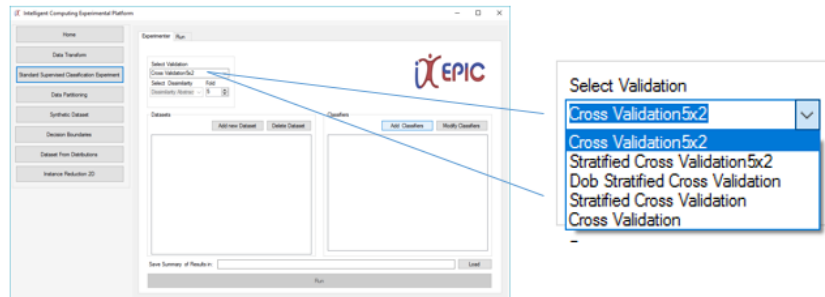 Intelligent Computing Experimental Platform
Home
Data Transform
Standard Supervised Classification Experiment
Data Partitioning
Synthetic Dataset
Decision Boundaries
Dataset From Distributions
Instance Reduction 2D
Experimenter Run
Select Validation
Cross Validation5x2
Select Dissimilarity Fold
5
EPIC
Datasets
Add new Dataset Delete Dataset
Classifiers
Add Classifiers Modify Classifiers
Save Summary of Results in: Load
Run
Select Validation
Cross Validation5x2
Cross Validation5x2
Stratified Cross Validation5x2
Dob Stratified Cross Validation
Stratified Cross Validation
Cross Validation